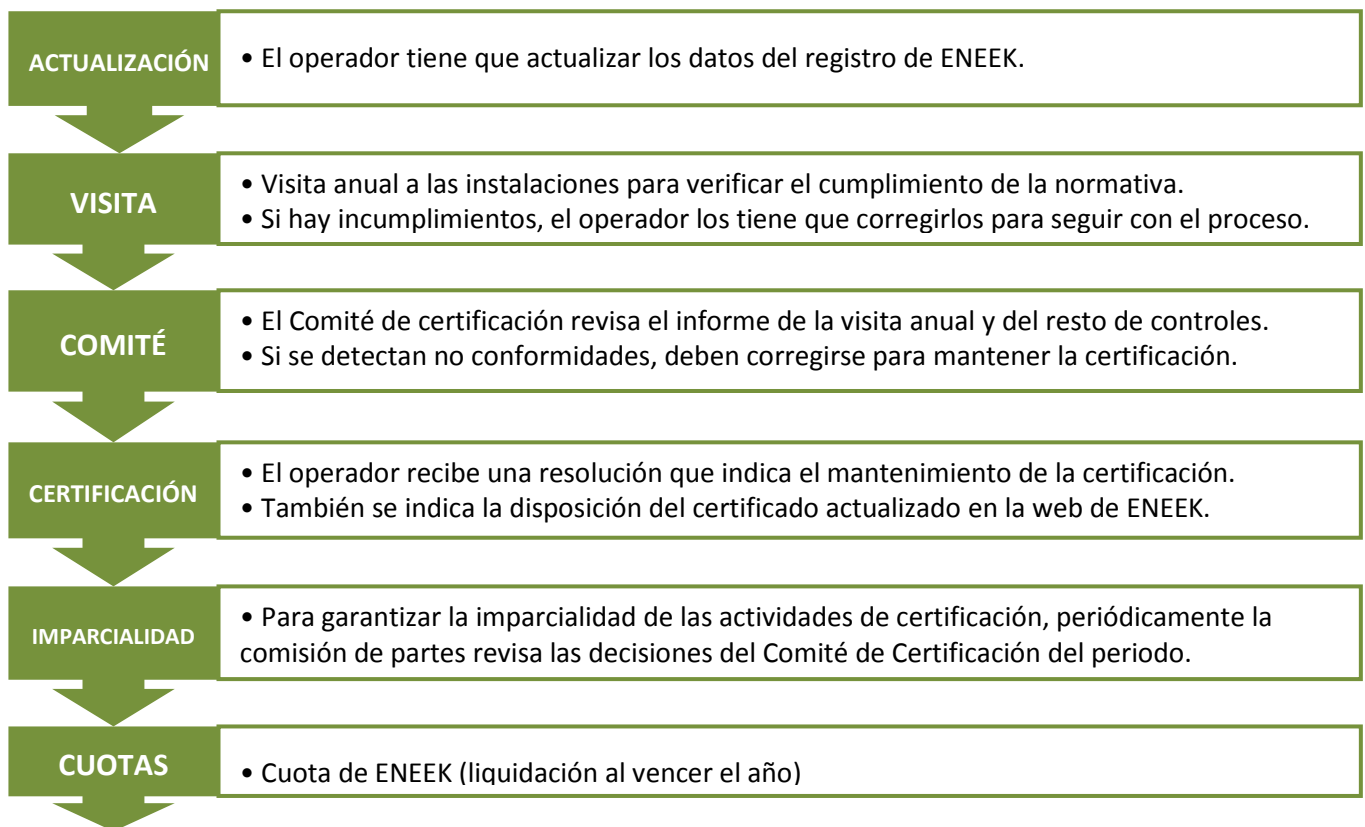 ACTUALIZACIÓN
• El operador tiene que actualizar los datos del registro de ENEEK.
VISITA
• Visita anual a las instalaciones para verificar el cumplimiento de la normativa.
• Si hay incumplimientos, el operador los tiene que corregirlos para seguir con el proceso.
COMITÉ
• El Comité de certificación revisa el informe de la visita anual y del resto de controles.
• Si se detectan no conformidades, deben corregirse para mantener la certificación.
CERTIFICACIÓN
• El operador recibe una resolución que indica el mantenimiento de la certificación.
• También se indica la disposición del certificado actualizado en la web de ENEEK.
IMPARCIALIDAD
• Para garantizar la imparcialidad de las actividades de certificación, periódicamente la
comisión de partes revisa las decisiones del Comité de Certificación del periodo.
CUOTAS
• Cuota de ENEEK (liquidación al vencer el año)